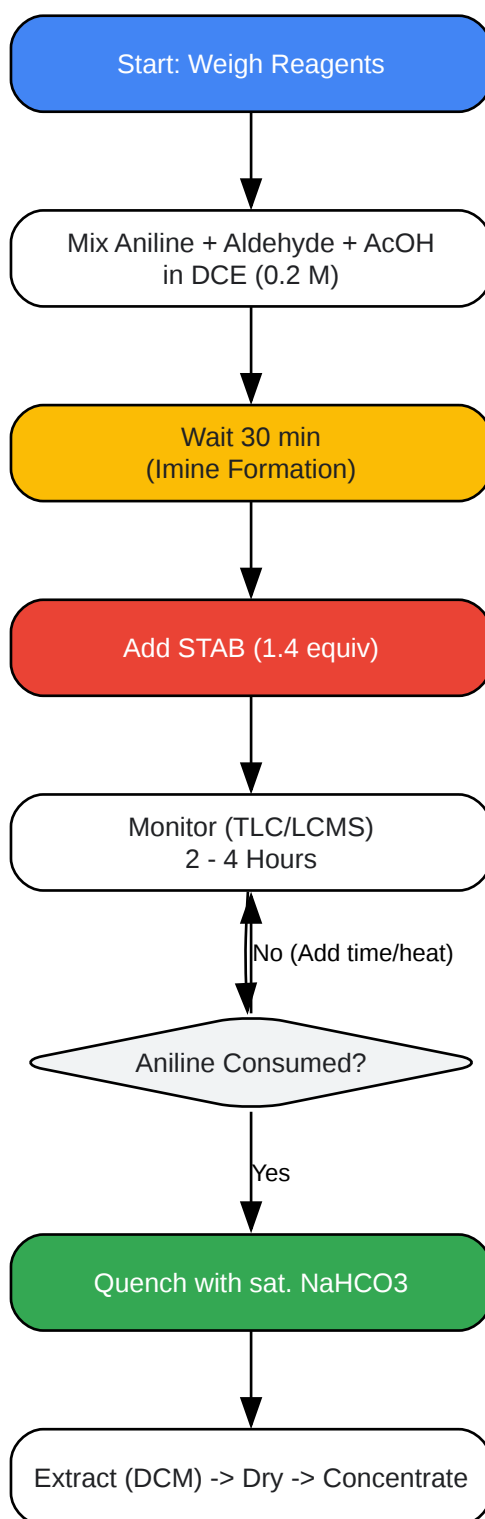 Start: Weigh Reagents
Mix Aniline + Aldehyde + AcOH
in DCE (0.2 M)
Wait 30 min
(Imine Formation)
Add STAB (1.4 equiv)
Monitor (TLC/LCMS)
2 - 4 Hours
No (Add time/heat)
Aniline Consumed?
Yes
Quench with sat. NaHCO3
Extract (DCM) -> Dry -> Concentrate